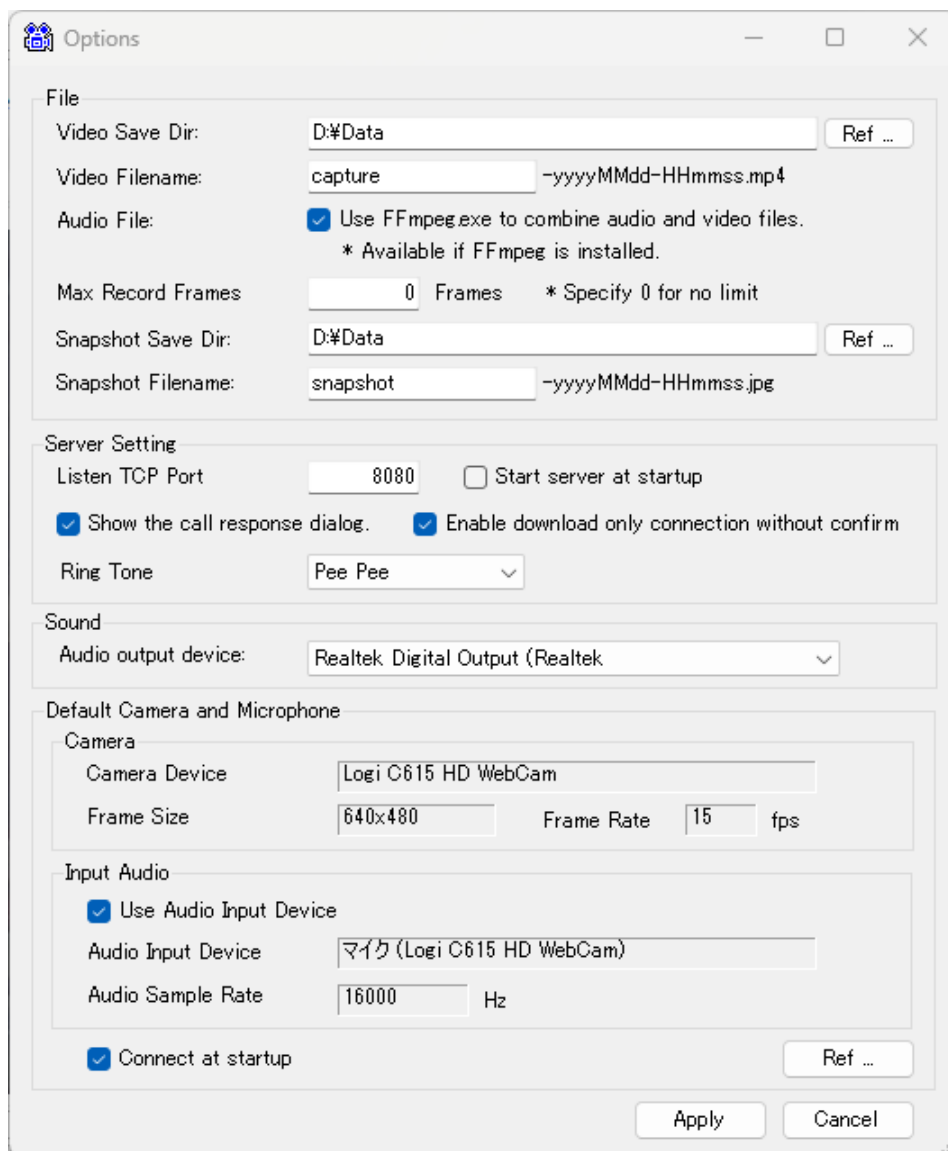 Options
File
Video Save Dir: D:¥Data Ref ...
Video Filename: capture -yyyyMMdd-HHmmss.mp4
Audio File: Use FFmpeg.exe to combine audio and video files.
* Available if FFmpeg is installed.
Max Record Frames 0 Frames * Specify 0 for no limit
Snapshot Save Dir: D:¥Data Ref ...
Snapshot Filename: snapshot -yyyyMMdd-HHmmss.jpg
Server Setting
Listen TCP Port 8080 Start server at startup
Show the call response dialog. Enable download only connection without confirm
Ring Tone Pee Pee
Sound
Audio output device: Realtek Digital Output (Realtek
Default Camera and Microphone
Camera
Camera Device Logi C615 HD WebCam
Frame Size 640x480 Frame Rate 15 fps
Input Audio
Use Audio Input Device
Audio Input Device マイク (Logi C615 HD WebCam)
Audio Sample Rate 16000 Hz
Connect at startup Ref ...
Apply Cancel